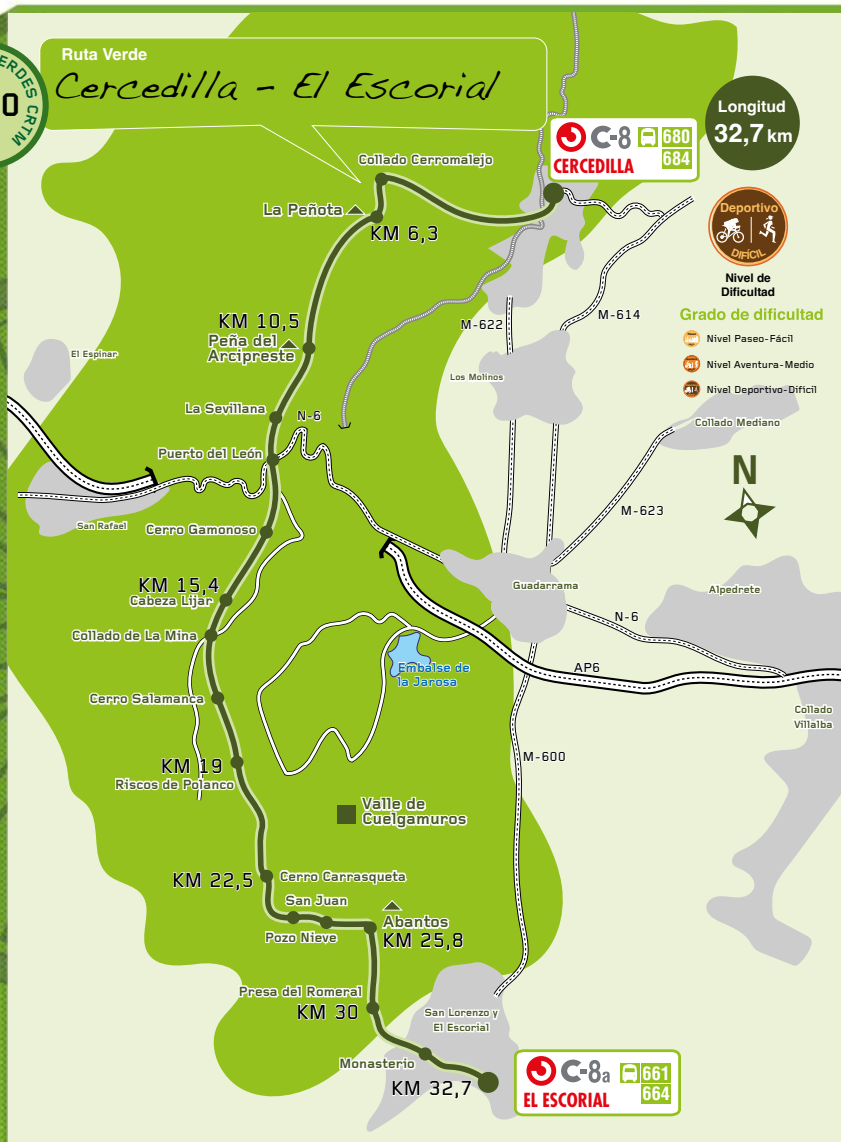 Ruta Verde
Cercedilla - El Escorial
ERDES CRTM
0
C-8 680
684
CERCEDILLA
Longitud
32,7 km
Deportivo
DIFÍCIL
Nivel de
Dificultad
Grado de dificultad
Nivel Paseo-Fácil
Nivel Aventura-Medio
Nivel Deportivo-Difícil
Collado Cerromalejo
La Peñota
KM 6,3
KM 10,5
Peña del
Arcipreste
M-622
M-614
El Espinar
Los Molinos
La Sevillana
N-6
Collado Mediano
Puerto del León
N
San Rafael
Cerro Gamonoso
M-623
KM 15,4
Cabeza Lijar
Guadarrama
Alpedrete
N-6
Collado de La Mina
Embalse de
la Jarosa
AP6
Cerro Salamanca
Collado
Villalba
KM 19
Riscos de Polanco
M-600
Valle de
Cuelgamuros
KM 22,5
Cerro Carrasqueta
San Juan
Pozo Nieve
Abantos
KM 25,8
Presa del Romeral
KM 30
San Lorenzo y
El Escorial
Monasterio
KM 32,7
C-8a 661
664
EL ESCORIAL